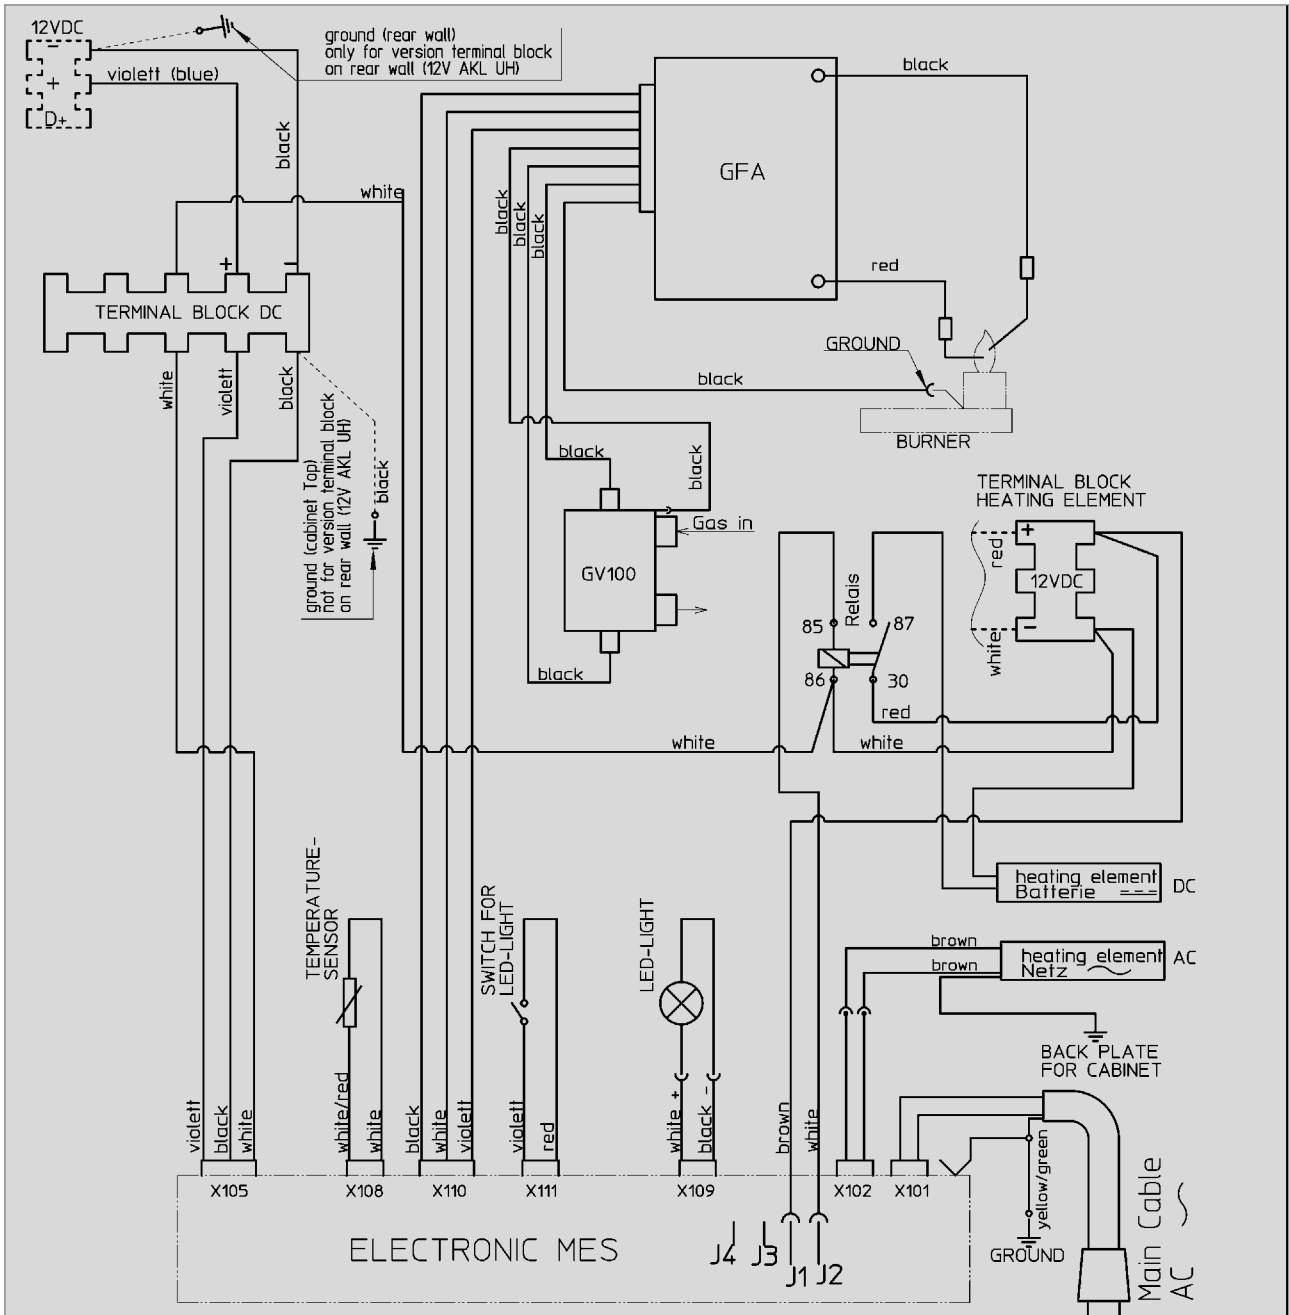 12VDC
−
+
D+
violett (blue)
black
ground (rear wall)
only for version terminal block
on rear wall (12V AKL UH)
white
+
−
TERMINAL BLOCK DC
white
violett
black
ground (cabinet Top)
not for version terminal block
on rear wall (12V AKL UH)
black
GFA
black
red
black
black
black
GROUND
black
BURNER
black
black
Gas in
GV100
black
TERMINAL BLOCK
HEATING ELEMENT
red
+
12VDC
−
white
Relais
85
87
86
30
red
white
white
heating element
Batterie
DC
brown
brown
heating element
Netz
AC
BACK PLATE
FOR CABINET
TEMPERATURE-
SENSOR
SWITCH FOR
LED-LIGHT
LED-LIGHT
violett
black
white
white/red
white
black
white
violett
violett
red
white +
black -
brown
white
yellow/green
GROUND
Main Cable
AC
X105
X108
X110
X111
X109
X102
X101
ELECTRONIC MES
J4
J3
J1
J2